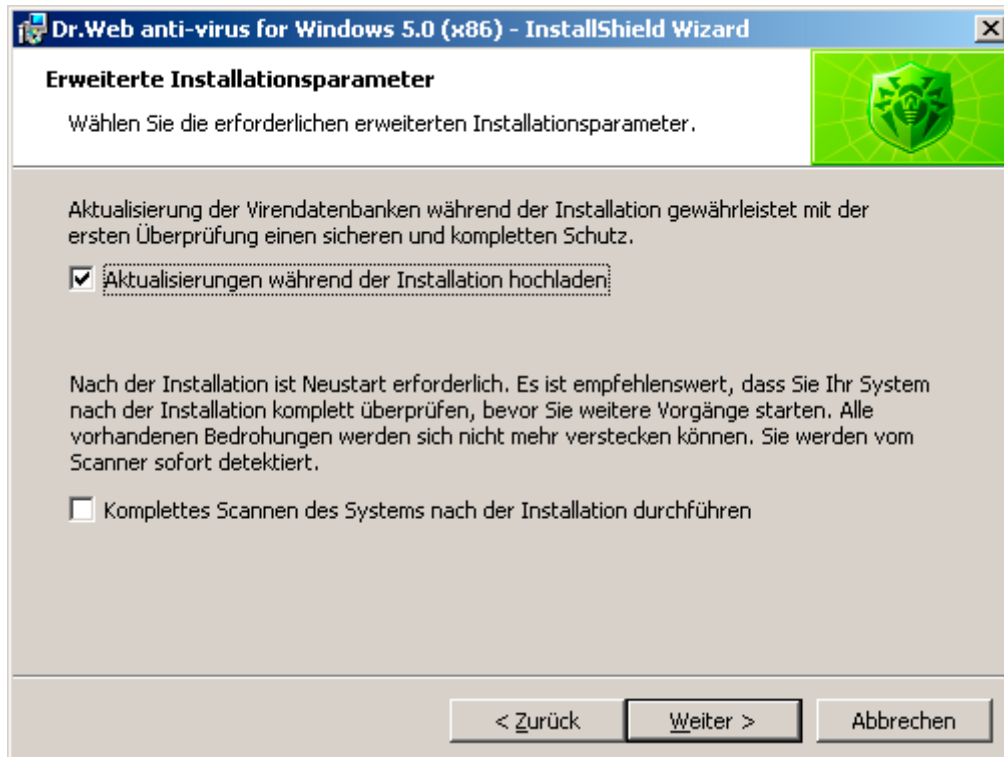 Dr.Web anti-virus for Windows 5.0 (x86) - InstallShield Wizard
Erweiterte Installationsparameter
Wählen Sie die erforderlichen erweiterten Installationsparameter.
Aktualisierung der Virendatenbanken während der Installation gewährleistet mit der
ersten Überprüfung einen sicheren und kompletten Schutz.
Aktualisierungen während der Installation hochladen
Nach der Installation ist Neustart erforderlich. Es ist empfehlenswert, dass Sie Ihr System
nach der Installation komplett überprüfen, bevor Sie weitere Vorgänge starten. Alle
vorhandenen Bedrohungen werden sich nicht mehr verstecken können. Sie werden vom
Scanner sofort detektiert.
Komplettes Scannen des Systems nach der Installation durchführen
< Zurück Weiter > Abbrechen